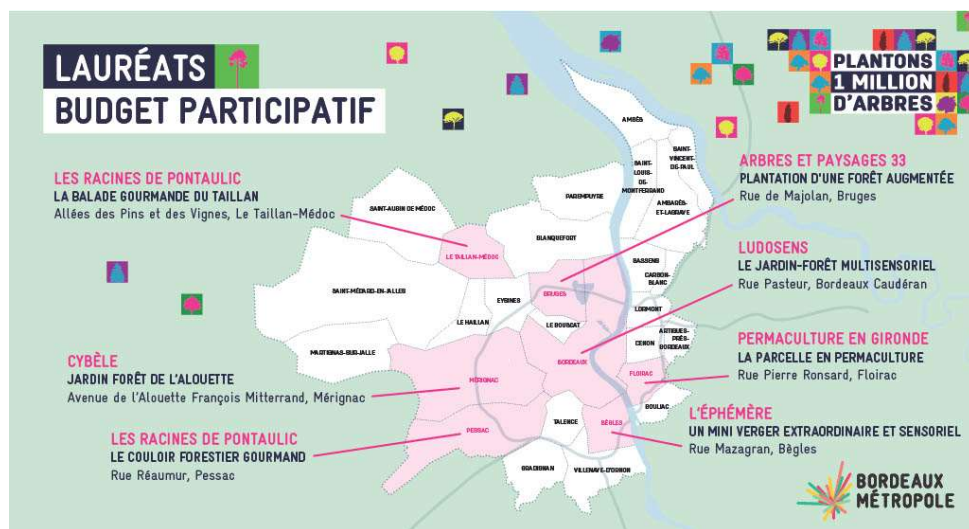 LAURÉATS
BUDGET PARTICIPATIF
PLANTONS
1 MILLION
D'ARBRES
LES RACINES DE PONTAULIC
LA BALADE GOURMANDE DU TAILLAN
Allées des Pins et des Vignes, Le Taillan-Médoc
CYBÈLE
JARDIN FORÊT DE L'ALOUETTE
Avenue de l'Alouette François Mitterrand, Mérignac
LES RACINES DE PONTAULIC
LE COULOIR FORESTIER GOURMAND
Rue Réaumur, Pessac
ARBRES ET PAYSAGES 33
PLANTATION D'UNE FORÊT AUGMENTÉE
Rue de Majolan, Bruges
LUDOSENS
LE JARDIN-FORÊT MULTISENSORIEL
Rue Pasteur, Bordeaux Caudéran
PERMACULTURE EN GIRONDE
LA PARCELLE EN PERMACULTURE
Rue Pierre Ronsard, Floirac
L'ÉPHÉMÈRE
UN MINI VERGER EXTRAORDINAIRE ET SENSORIEL
Rue Mazagran, Bègles
AMBÈS
SAINT-
VINCENT-
DE-PAUL
SAINT-
LOUIS-
DE-
MONTFERRAND
AMBARÈS-
ET-LAGRAVE
PAREMPUYRE
SAINT-AUBIN DE MÉDOC
BLANQUEFORT
LE TAILLAN-MÉDOC
BASSENS
CARBON-
BLANC
SAINT-MÉDARD-EN-JALLES
EYSINES
BRUGES
LORMONT
LE HAILLAN
LE BOUSCAT
ARTIGUES-
PRÈS-
BORDEAUX
CENON
MARTIGNAS-SUR-JALLE
BORDEAUX
MÉRIGNAC
FLOIRAC
BOULIAC
TALENCE
BÈGLES
PESSAC
GRADIGNAN
VILLENAVE-D'ORNON
BORDEAUX
MÉTROPOLE